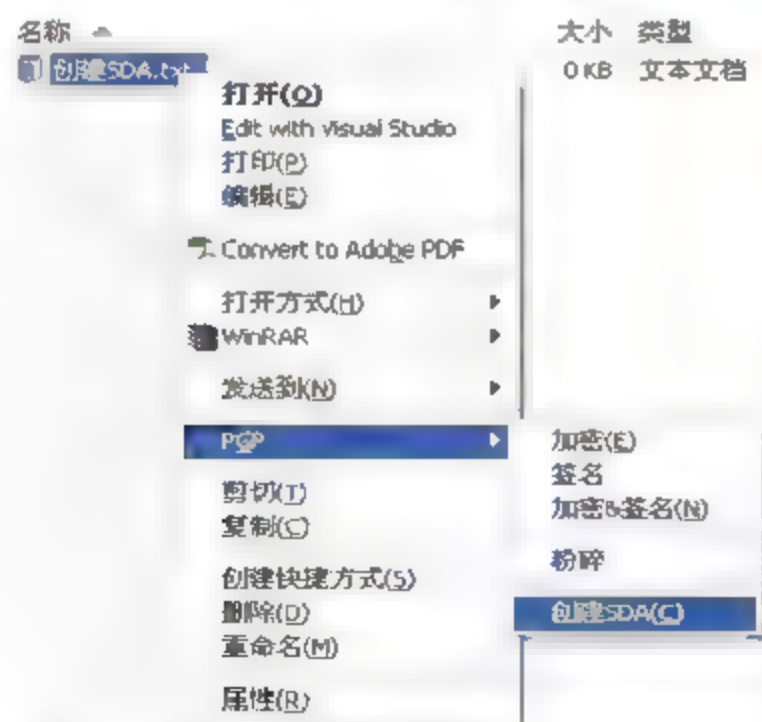 名称 大小 类型
创建SDA.txt 0 KB 文本文档
打开(O)
Edit with Visual Studio
打印(P)
编辑(E)
Convert to Adobe PDF
打开方式(H)
WinRAR
发送到(N)
PGP
加密(E)
签名
加密&签名(N)
粉碎
创建SDA(C)
剪切(T)
复制(C)
创建快捷方式(S)
删除(D)
重命名(M)
属性(R)